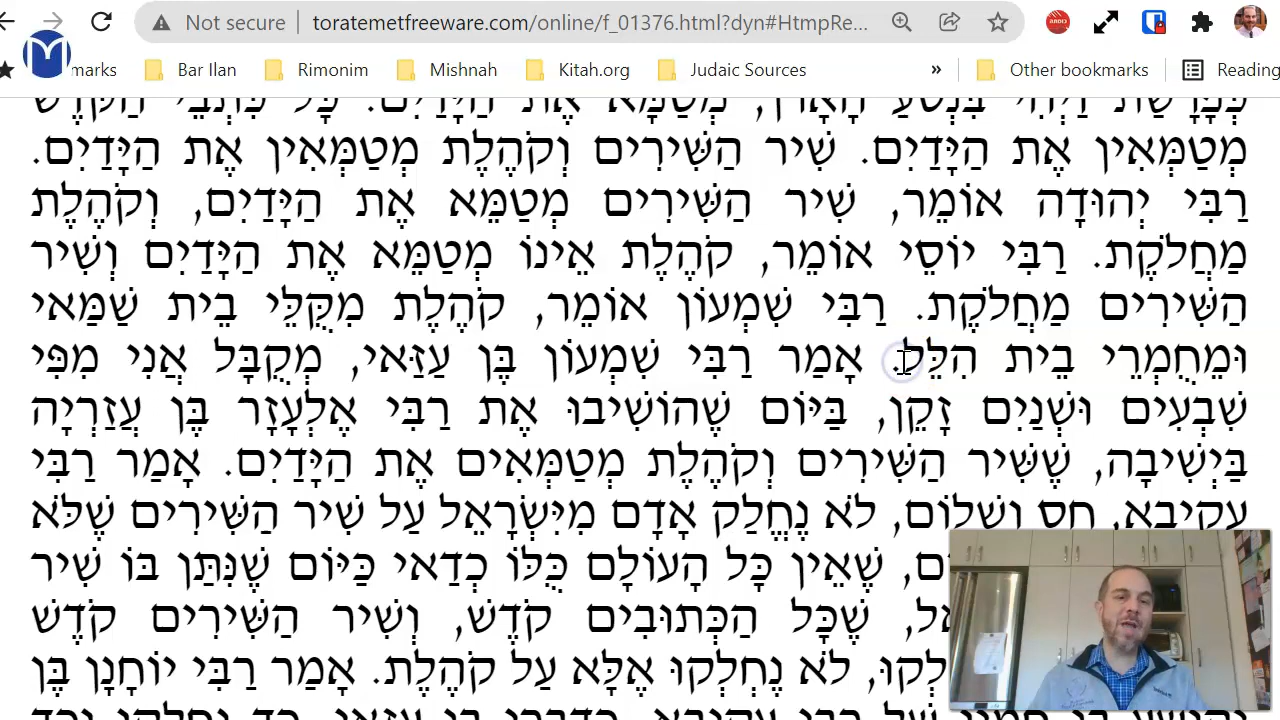 Not secure
toratemetfreeware.com/online/f_01376.html?dyn#HtmpRe...
marks
Bar Ilan
Rimonim
Mishnah
Kitah.org
Judaic Sources
»
Other bookmarks
Reading
כְּפָרָשַׁת וַיְהִי בִּנְסֹעַ הָאָרֹן, מְטַמֵּא אֶת הַיָּדַיִם. כָּל כִּתְבֵי הַקֹּדֶשׁ
מְטַמְּאִין אֶת הַיָּדַיִם. שִׁיר הַשִּׁירִים וְקֹהֶלֶת מְטַמְּאִין אֶת הַיָּדַיִם.
רַבִּי יְהוּדָה אוֹמֵר, שִׁיר הַשִּׁירִים מְטַמֵּא אֶת הַיָּדַיִם, וְקֹהֶלֶת
מַחֲלֹקֶת. רַבִּי יוֹסֵי אוֹמֵר, קֹהֶלֶת אֵינוֹ מְטַמֵּא אֶת הַיָּדַיִם וְשִׁיר
הַשִּׁירִים מַחֲלֹקֶת. רַבִּי שִׁמְעוֹן אוֹמֵר, קֹהֶלֶת מִקֻּלֵּי בֵית שַׁמַּאי
וּמֵחֻמְרֵי בֵית הִלֵּל. אָמַר רַבִּי שִׁמְעוֹן בֶּן עַזַּאי, מְקֻבָּל אֲנִי מִפִּי
שִׁבְעִים וּשְׁנַיִם זָקֵן, בַּיּוֹם שֶׁהוֹשִׁיבוּ אֶת רַבִּי אֶלְעָזָר בֶּן עֲזַרְיָה
בַּיְשִׁיבָה, שֶׁשִּׁיר הַשִּׁירִים וְקֹהֶלֶת מְטַמְּאִים אֶת הַיָּדַיִם. אָמַר רַבִּי
עֲקִיבָא, חַס וְשָׁלוֹם, לֹא נֶחֱלַק אָדָם מִיִּשְׂרָאֵל עַל שִׁיר הַשִּׁירִים שֶׁלֹּא
שֶׁאֵין כָּל הָעוֹלָם כֻּלּוֹ כְדַאי כַּיּוֹם שֶׁנִּתַּן בּוֹ שִׁיר
שֶׁכָּל הַכְּתוּבִים קֹדֶשׁ, וְשִׁיר הַשִּׁירִים קֹדֶשׁ
לֹא נֶחְלְקוּ אֶלָּא עַל קֹהֶלֶת. אָמַר רַבִּי יוֹחָנָן בֶּן